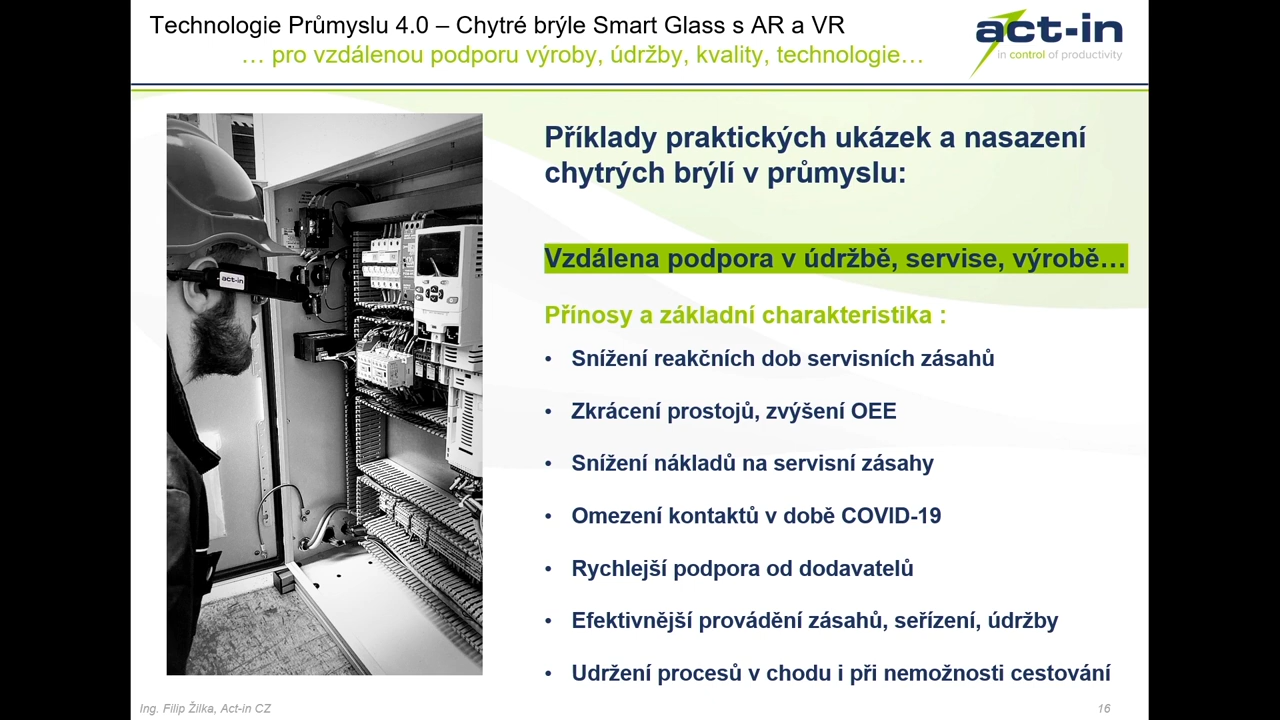 Technologie Průmyslu 4.0 – Chytré brýle Smart Glass s AR a VR
… pro vzdálenou podporu výroby, údržby, kvality, technologie…
act-in
in control of productivity
Příklady praktických ukázek a nasazení
chytrých brýlí v průmyslu:
Vzdálena podpora v údržbě, servise, výrobě…
Přínosy a základní charakteristika :
• Snížení reakčních dob servisních zásahů
• Zkrácení prostojů, zvýšení OEE
• Snížení nákladů na servisní zásahy
• Omezení kontaktů v době COVID-19
• Rychlejší podpora od dodavatelů
• Efektivnější provádění zásahů, seřízení, údržby
• Udržení procesů v chodu i při nemožnosti cestování
act-in
Ing. Filip Žilka, Act-in CZ
16